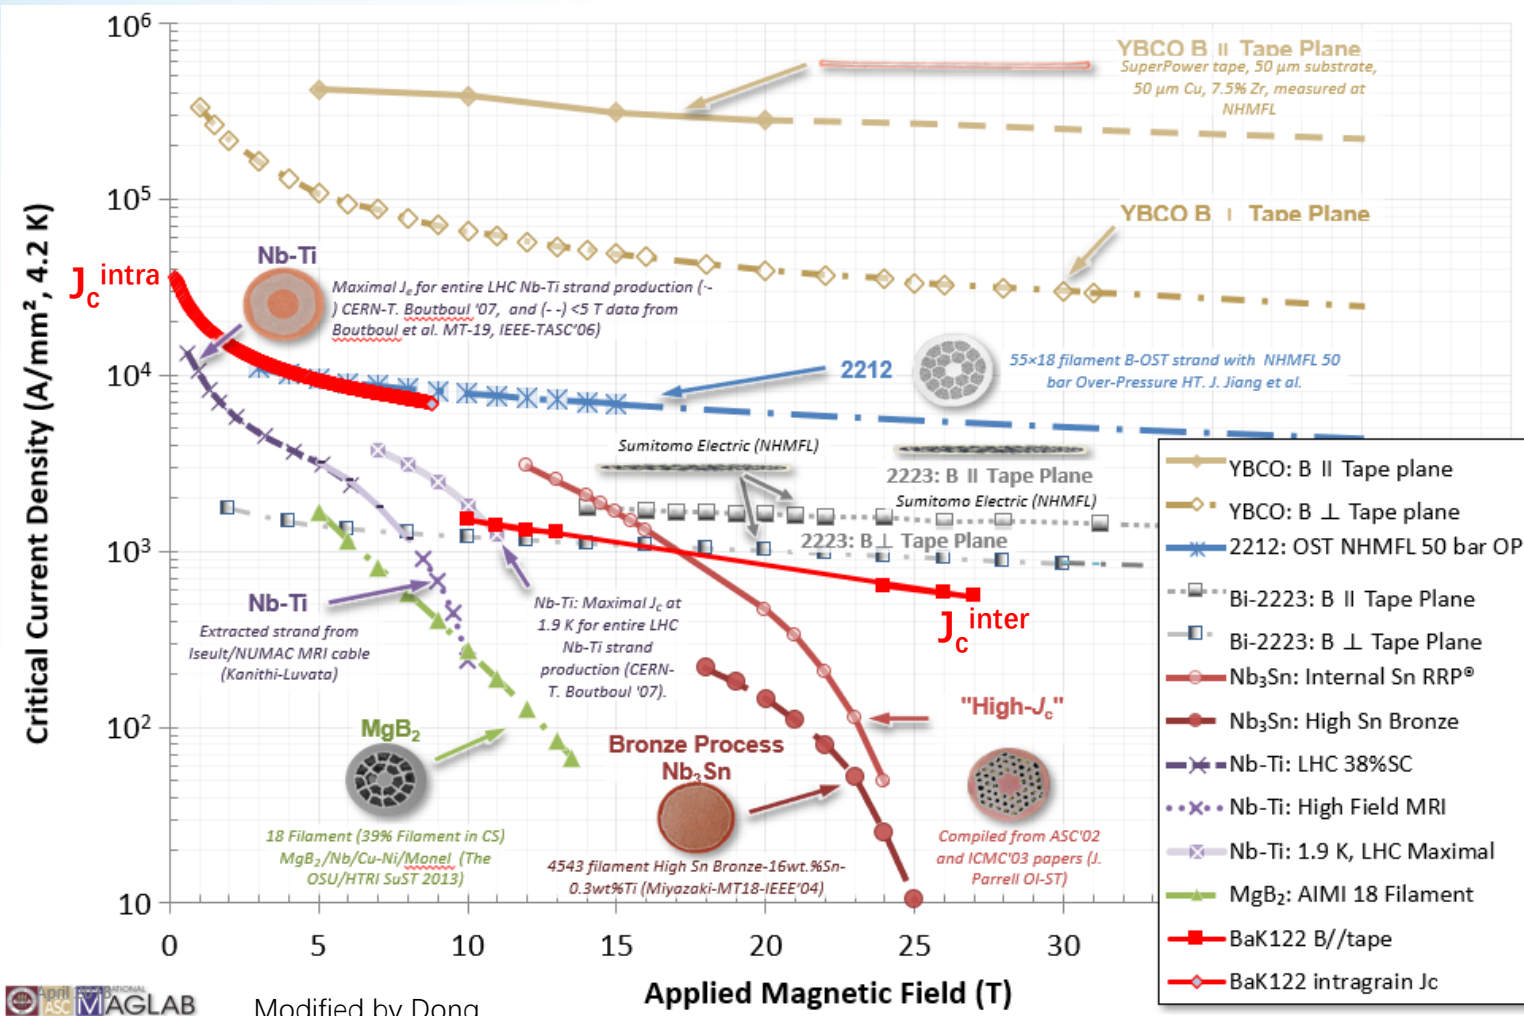 10⁶
10⁵
10⁴
10³
10²
10
Critical Current Density (A/mm², 4.2 K)
0 5 10 15 20 25 30
Applied Magnetic Field (T)
YBCO B || Tape Plane
SuperPower tape, 50 µm substrate,
50 µm Cu, 7.5% Zr, measured at
NHMFL
YBCO B ⊥ Tape Plane
Jc intra
Nb-Ti
Maximal Jc for entire LHC Nb-Ti strand production (·-
) CERN-T. Boutboul '07, and (- -) <5 T data from
Boutboul et al. MT-19, IEEE-TASC'06)
2212
55×18 filament B-OST strand with NHMFL 50
bar Over-Pressure HT. J. Jiang et al.
Sumitomo Electric (NHMFL)
2223: B || Tape Plane
Sumitomo Electric (NHMFL)
2223: B ⊥ Tape Plane
Nb-Ti
Extracted strand from
Iseult/NUMAC MRI cable
(Kanithi-Luvata)
Nb-Ti: Maximal Jc at
1.9 K for entire LHC
Nb-Ti strand
production (CERN-
T. Boutboul '07).
Jc inter
"High-Jc"
MgB₂
18 Filament (39% Filament in CS)
MgB₂/Nb/Cu-Ni/Monel (The
OSU/HTRI SuST 2013)
Bronze Process
Nb₃Sn
4543 filament High Sn Bronze-16wt.%Sn-
0.3wt%Ti (Miyazaki-MT18-IEEE'04)
Compiled from ASC'02
and ICMC'03 papers (J.
Parrell OI-ST)
YBCO: B || Tape plane
YBCO: B ⊥ Tape plane
2212: OST NHMFL 50 bar OP
Bi-2223: B || Tape Plane
Bi-2223: B ⊥ Tape Plane
Nb₃Sn: Internal Sn RRP®
Nb₃Sn: High Sn Bronze
Nb-Ti: LHC 38%SC
Nb-Ti: High Field MRI
Nb-Ti: 1.9 K, LHC Maximal
MgB₂: AIMI 18 Filament
BaK122 B//tape
BaK122 intragrain Jc
April
ASC
MAGLAB
Modified by Dong